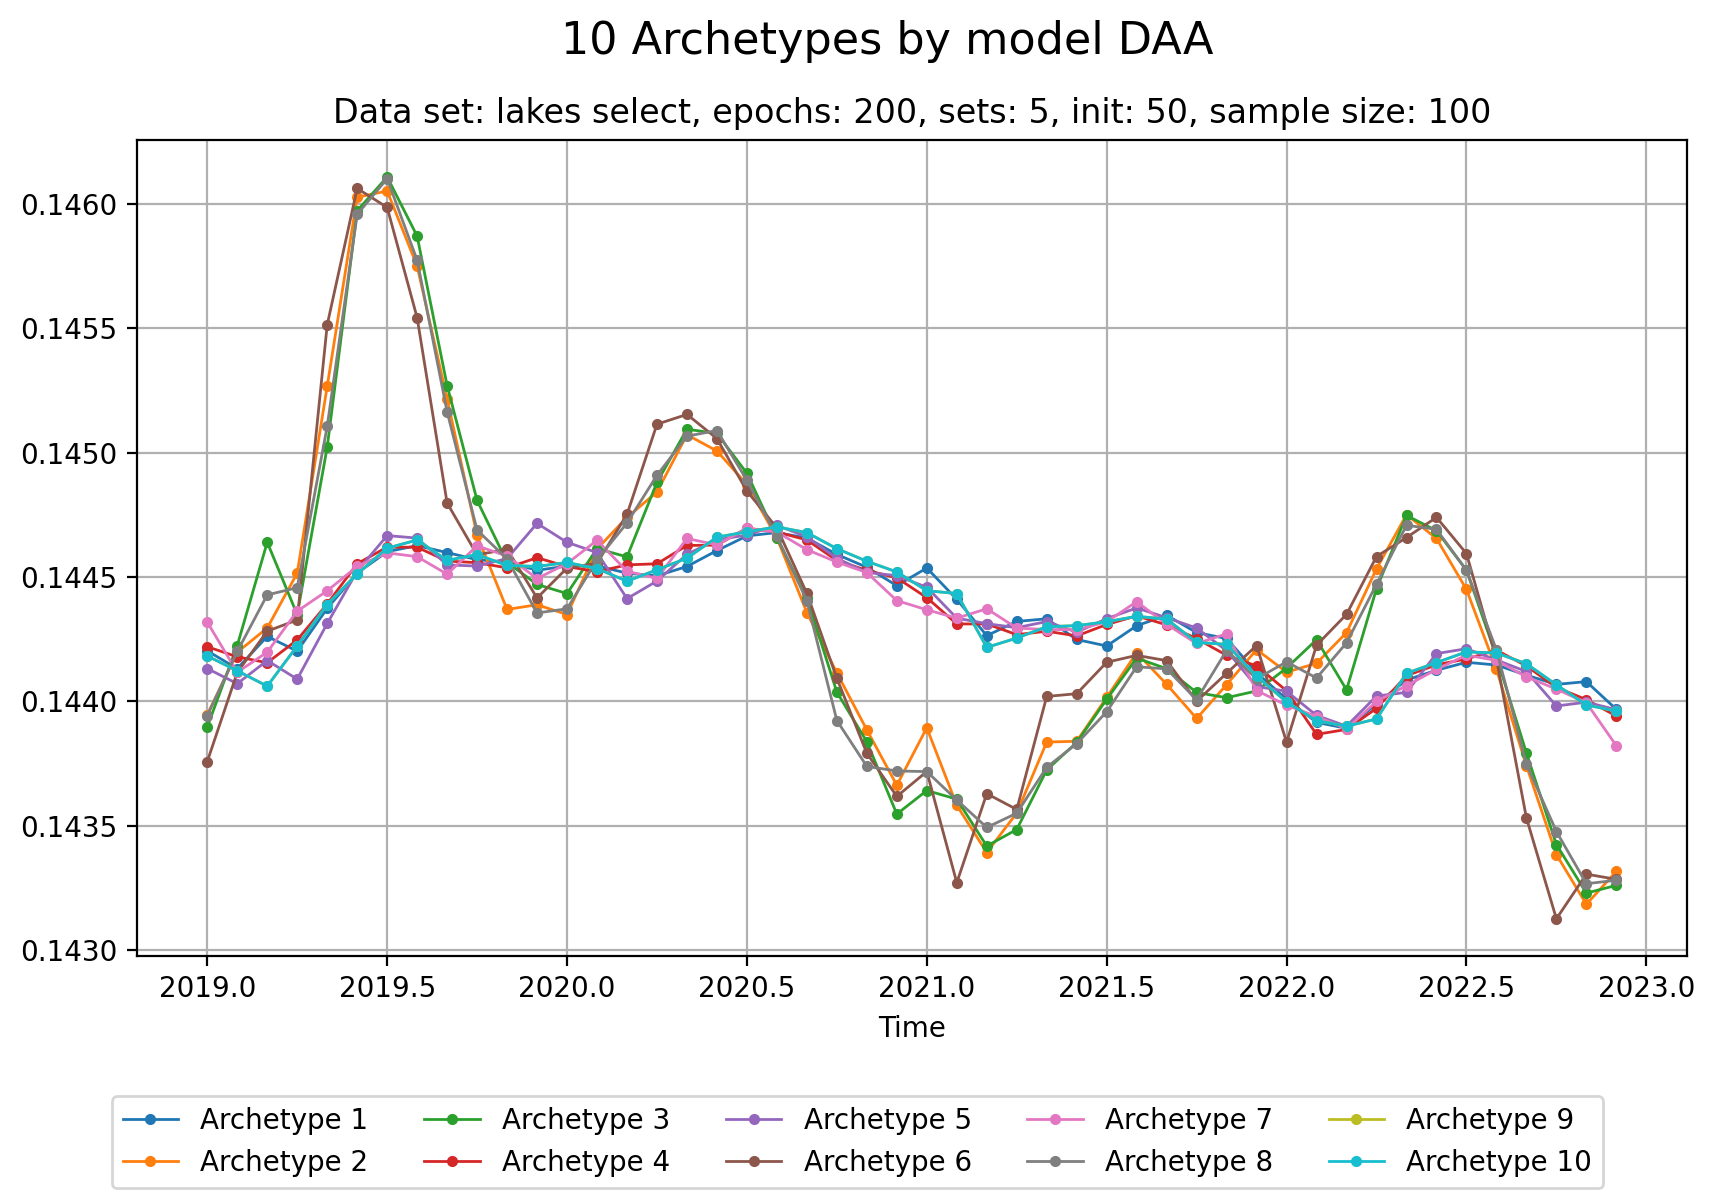 10 Archetypes by model DAA
Data set: lakes select, epochs: 200, sets: 5, init: 50, sample size: 100
0.1460
0.1455
0.1450
0.1445
0.1440
0.1435
0.1430
2019.0 2019.5 2020.0 2020.5 2021.0 2021.5 2022.0 2022.5 2023.0
Time
Archetype 1 Archetype 3 Archetype 5 Archetype 7 Archetype 9
Archetype 2 Archetype 4 Archetype 6 Archetype 8 Archetype 10